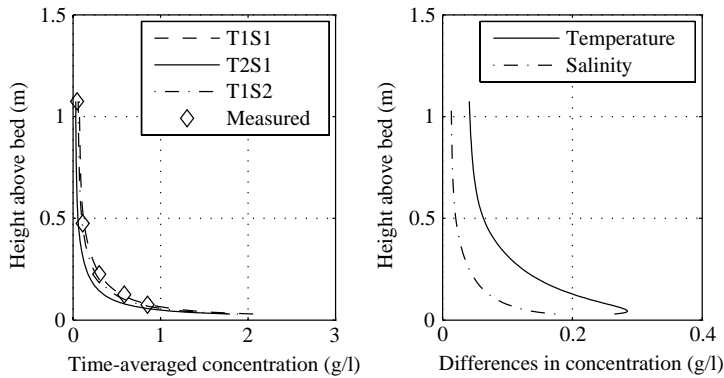 1.5
1
0.5
0
Height above bed (m)
T1S1
T2S1
T1S2
Measured
0
1
2
3
Time-averaged concentration (g/l)
1.5
1
0.5
0
Height above bed (m)
Temperature
Salinity
0
0.2
0.4
Differences in concentration (g/l)